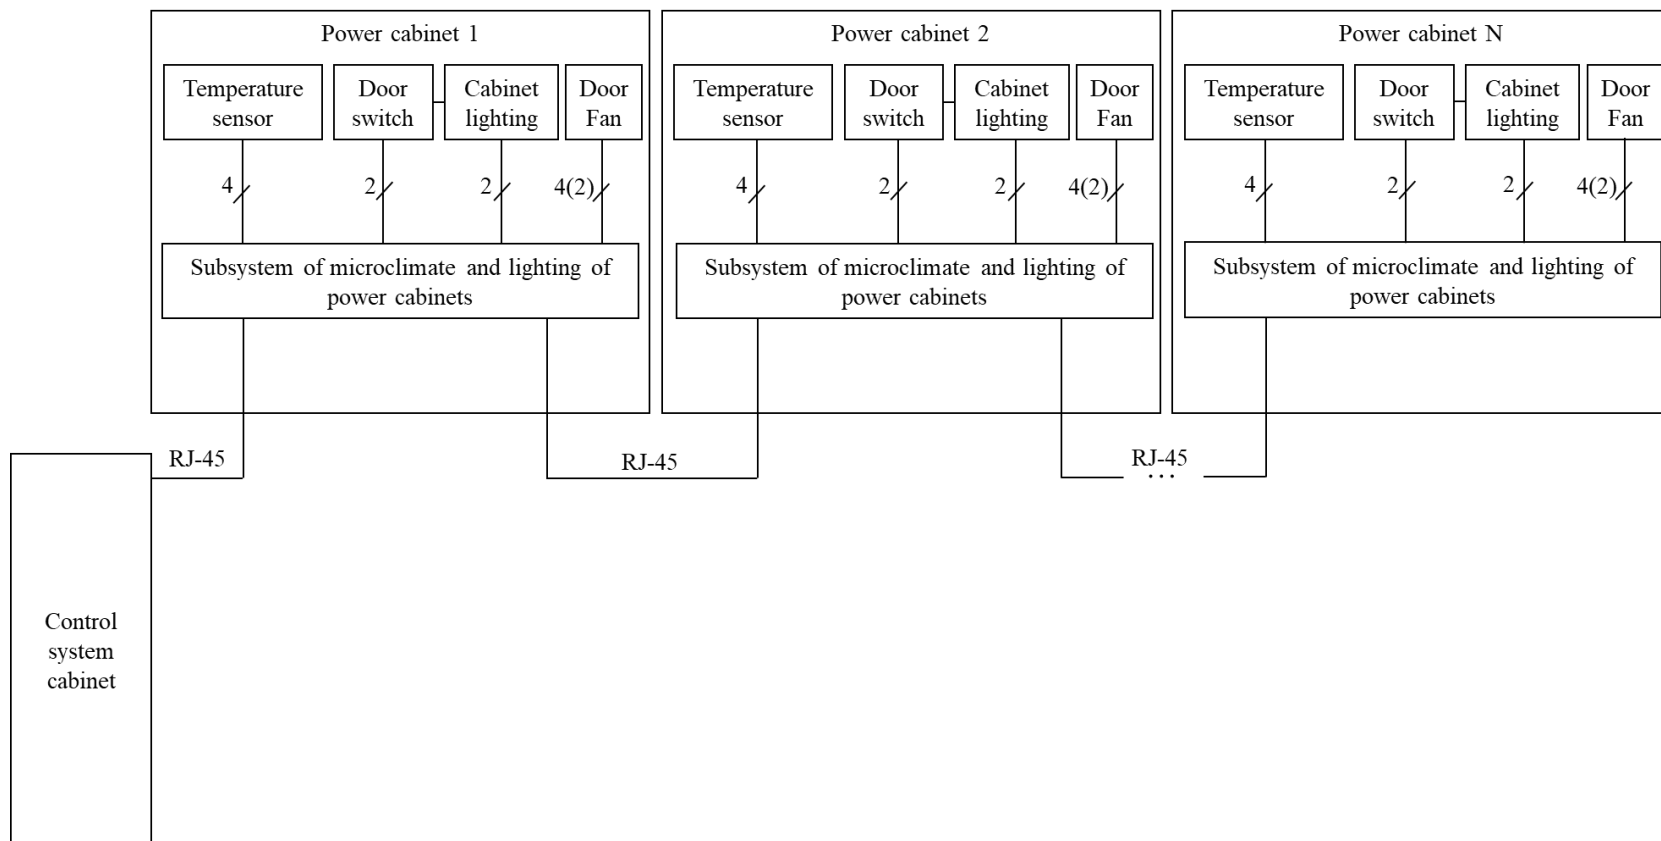 Power cabinet 1
Temperature
sensor
Door
switch
Cabinet
lighting
Door
Fan
4
2
2
4(2)
Subsystem of microclimate and lighting of
power cabinets
Power cabinet 2
Temperature
sensor
Door
switch
Cabinet
lighting
Door
Fan
4
2
2
4(2)
Subsystem of microclimate and lighting of
power cabinets
Power cabinet N
Temperature
sensor
Door
switch
Cabinet
lighting
Door
Fan
4
2
2
4(2)
Subsystem of microclimate and lighting of
power cabinets
RJ-45
RJ-45
RJ-45
...
Control
system
cabinet